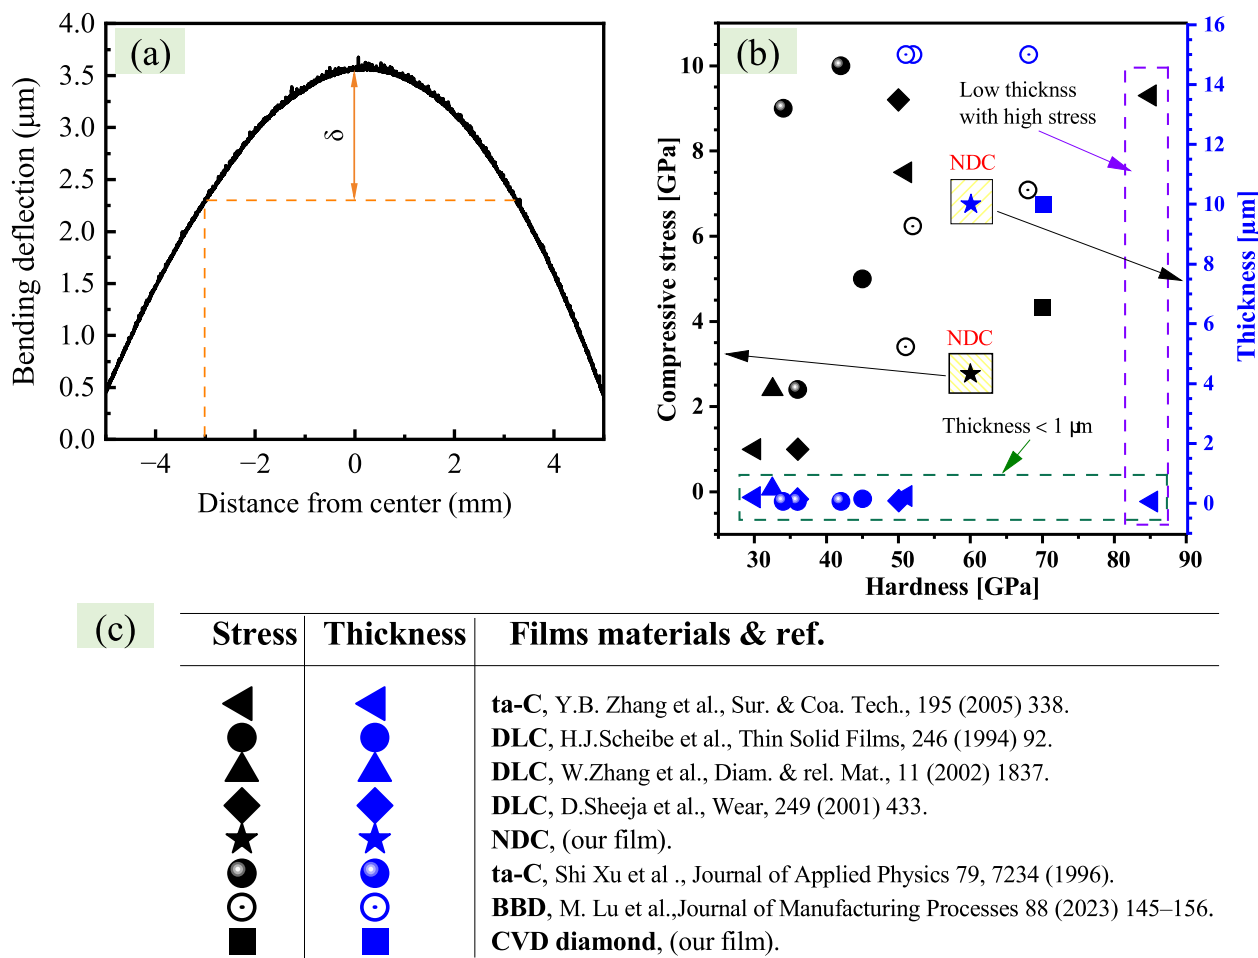 (a)
4.0
3.5
3.0
2.5
2.0
1.5
1.0
0.5
0.0
Bending deflection (μm)
δ
−4 −2 0 2 4
Distance from center (mm)
(b)
10
8
6
4
2
0
Compressive stress [GPa]
Low thicknss
with high stress
NDC
NDC
Thickness < 1 μm
16
14
12
10
8
6
4
2
0
Thickness [μm]
30 40 50 60 70 80 90
Hardness [GPa]
(c)
Stress Thickness Films materials & ref.
ta-C, Y.B. Zhang et al., Sur. & Coa. Tech., 195 (2005) 338.
DLC, H.J.Scheibe et al., Thin Solid Films, 246 (1994) 92.
DLC, W.Zhang et al., Diam. & rel. Mat., 11 (2002) 1837.
DLC, D.Sheeja et al., Wear, 249 (2001) 433.
NDC, (our film).
ta-C, Shi Xu et al ., Journal of Applied Physics 79, 7234 (1996).
BBD, M. Lu et al.,Journal of Manufacturing Processes 88 (2023) 145–156.
CVD diamond, (our film).